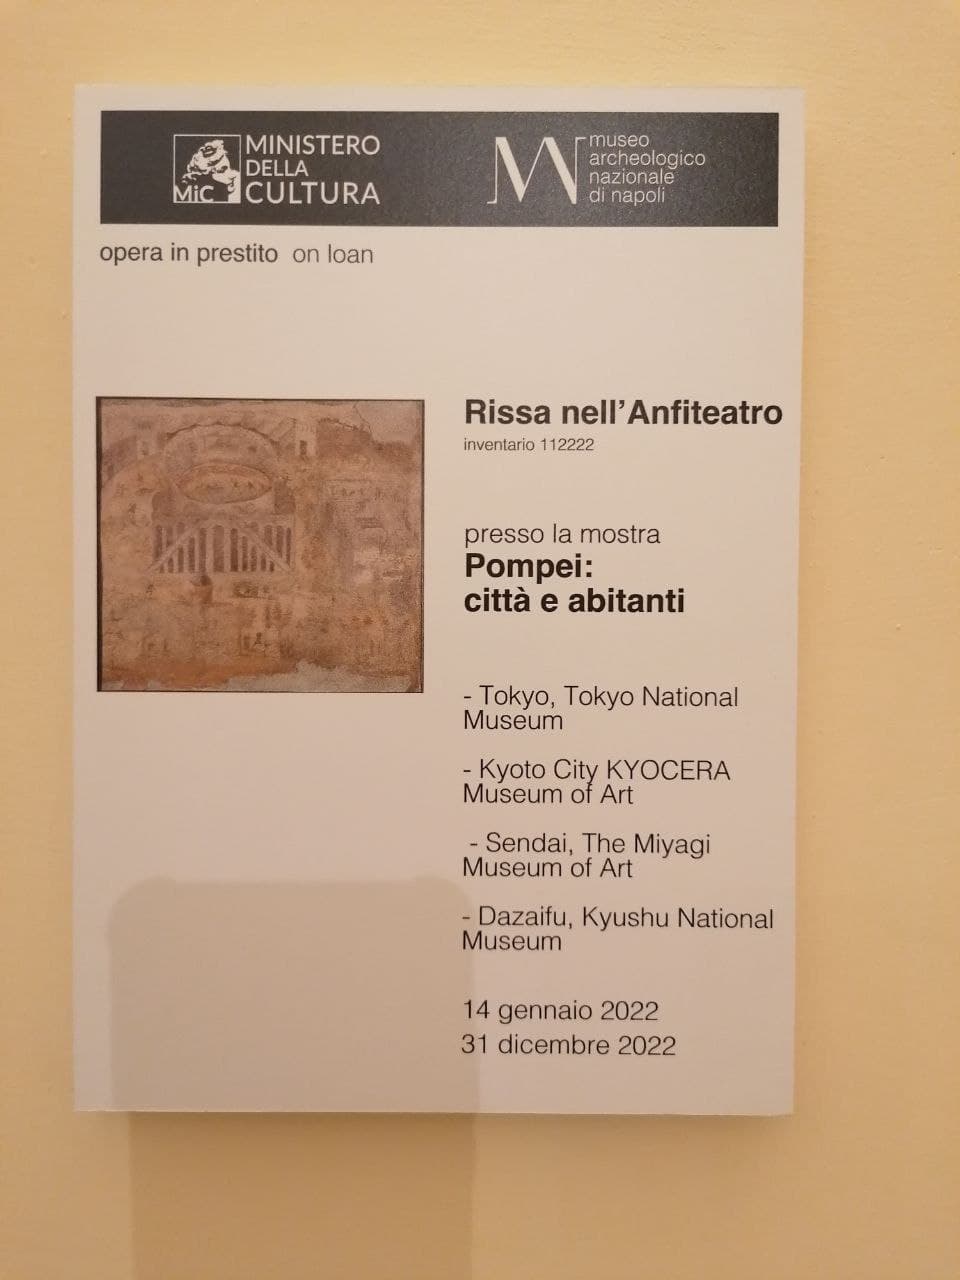 MINISTERO
DELLA
CULTURA
MiC
museo
archeologico
nazionale
di napoli
opera in prestito on loan
Rissa nell'Anfiteatro
inventario 112222
presso la mostra
Pompei:
città e abitanti
- Tokyo, Tokyo National
Museum
- Kyoto City KYOCERA
Museum of Art
- Sendai, The Miyagi
Museum of Art
- Dazaifu, Kyushu National
Museum
14 gennaio 2022
31 dicembre 2022